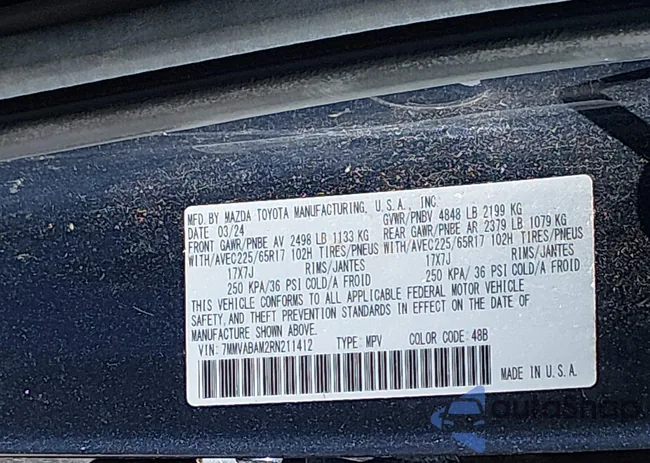 MFD. BY MAZDA TOYOTA MANUFACTURING, U.S.A., INC.
DATE 03/24 GVWR/PNBV 4848 LB 2199 KG
FRONT GAWR/PNBE AV 2498 LB 1133 KG REAR GAWR/PNBE AR 2379 LB 1079 KG
WITH/AVEC225/65R17 102H TIRES/PNEUS WITH/AVEC225/65R17 102H TIRES/PNEUS
17X7J RIMS/JANTES 17X7J RIMS/JANTES
250 KPA/36 PSI COLD/A FROID 250 KPA/36 PSI COLD/A FROID
THIS VEHICLE CONFORMS TO ALL APPLICABLE FEDERAL MOTOR VEHICLE
SAFETY, AND THEFT PREVENTION STANDARDS IN EFFECT ON THE DATE OF
MANUFACTURE SHOWN ABOVE.
VIN: 7MMVABAM2RN211412 TYPE: MPV COLOR CODE: 48B
MADE IN U.S.A.
autoSnap